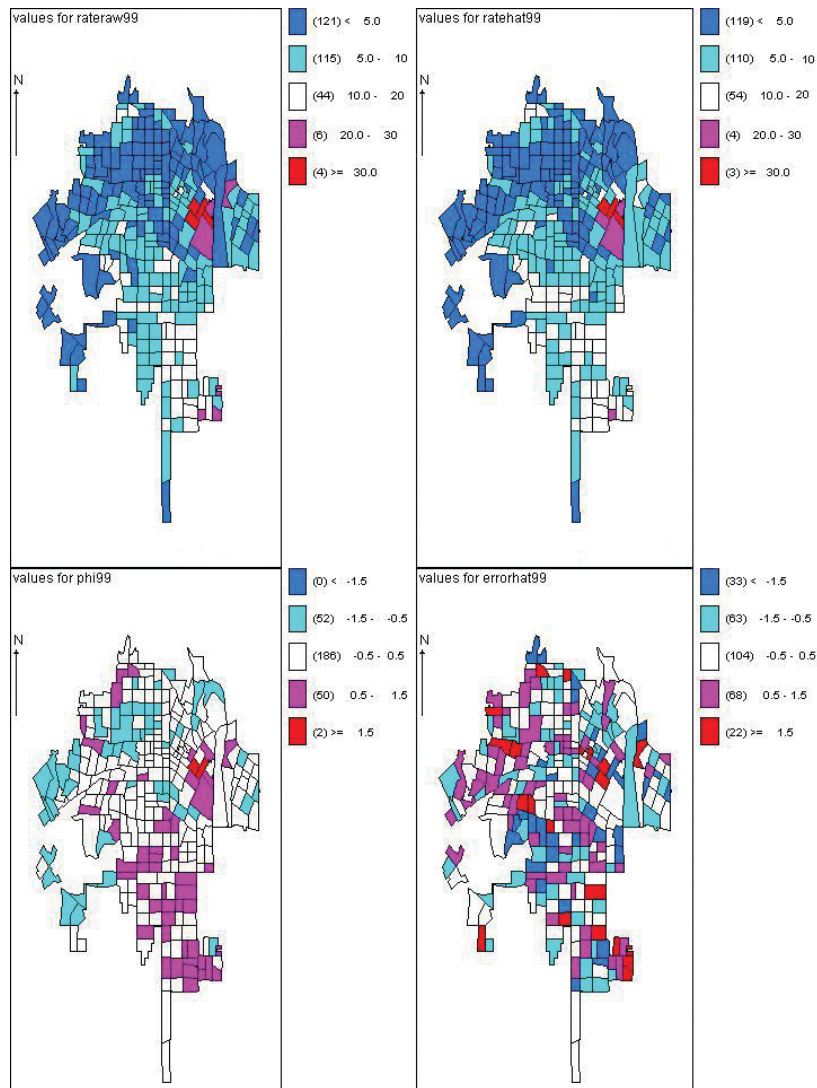 values for rateraw99
(121) < 5.0
(115) 5.0 - 10
(44) 10.0 - 20
(6) 20.0 - 30
(4) >= 30.0
N
values for ratehat99
(119) < 5.0
(110) 5.0 - 10
(54) 10.0 - 20
(4) 20.0 - 30
(3) >= 30.0
N
values for phi99
(0) < -1.5
(52) -1.5 - -0.5
(186) -0.5 - 0.5
(50) 0.5 - 1.5
(2) >= 1.5
N
values for errorhat99
(33) < -1.5
(63) -1.5 - -0.5
(104) -0.5 - 0.5
(68) 0.5 - 1.5
(22) >= 1.5
N